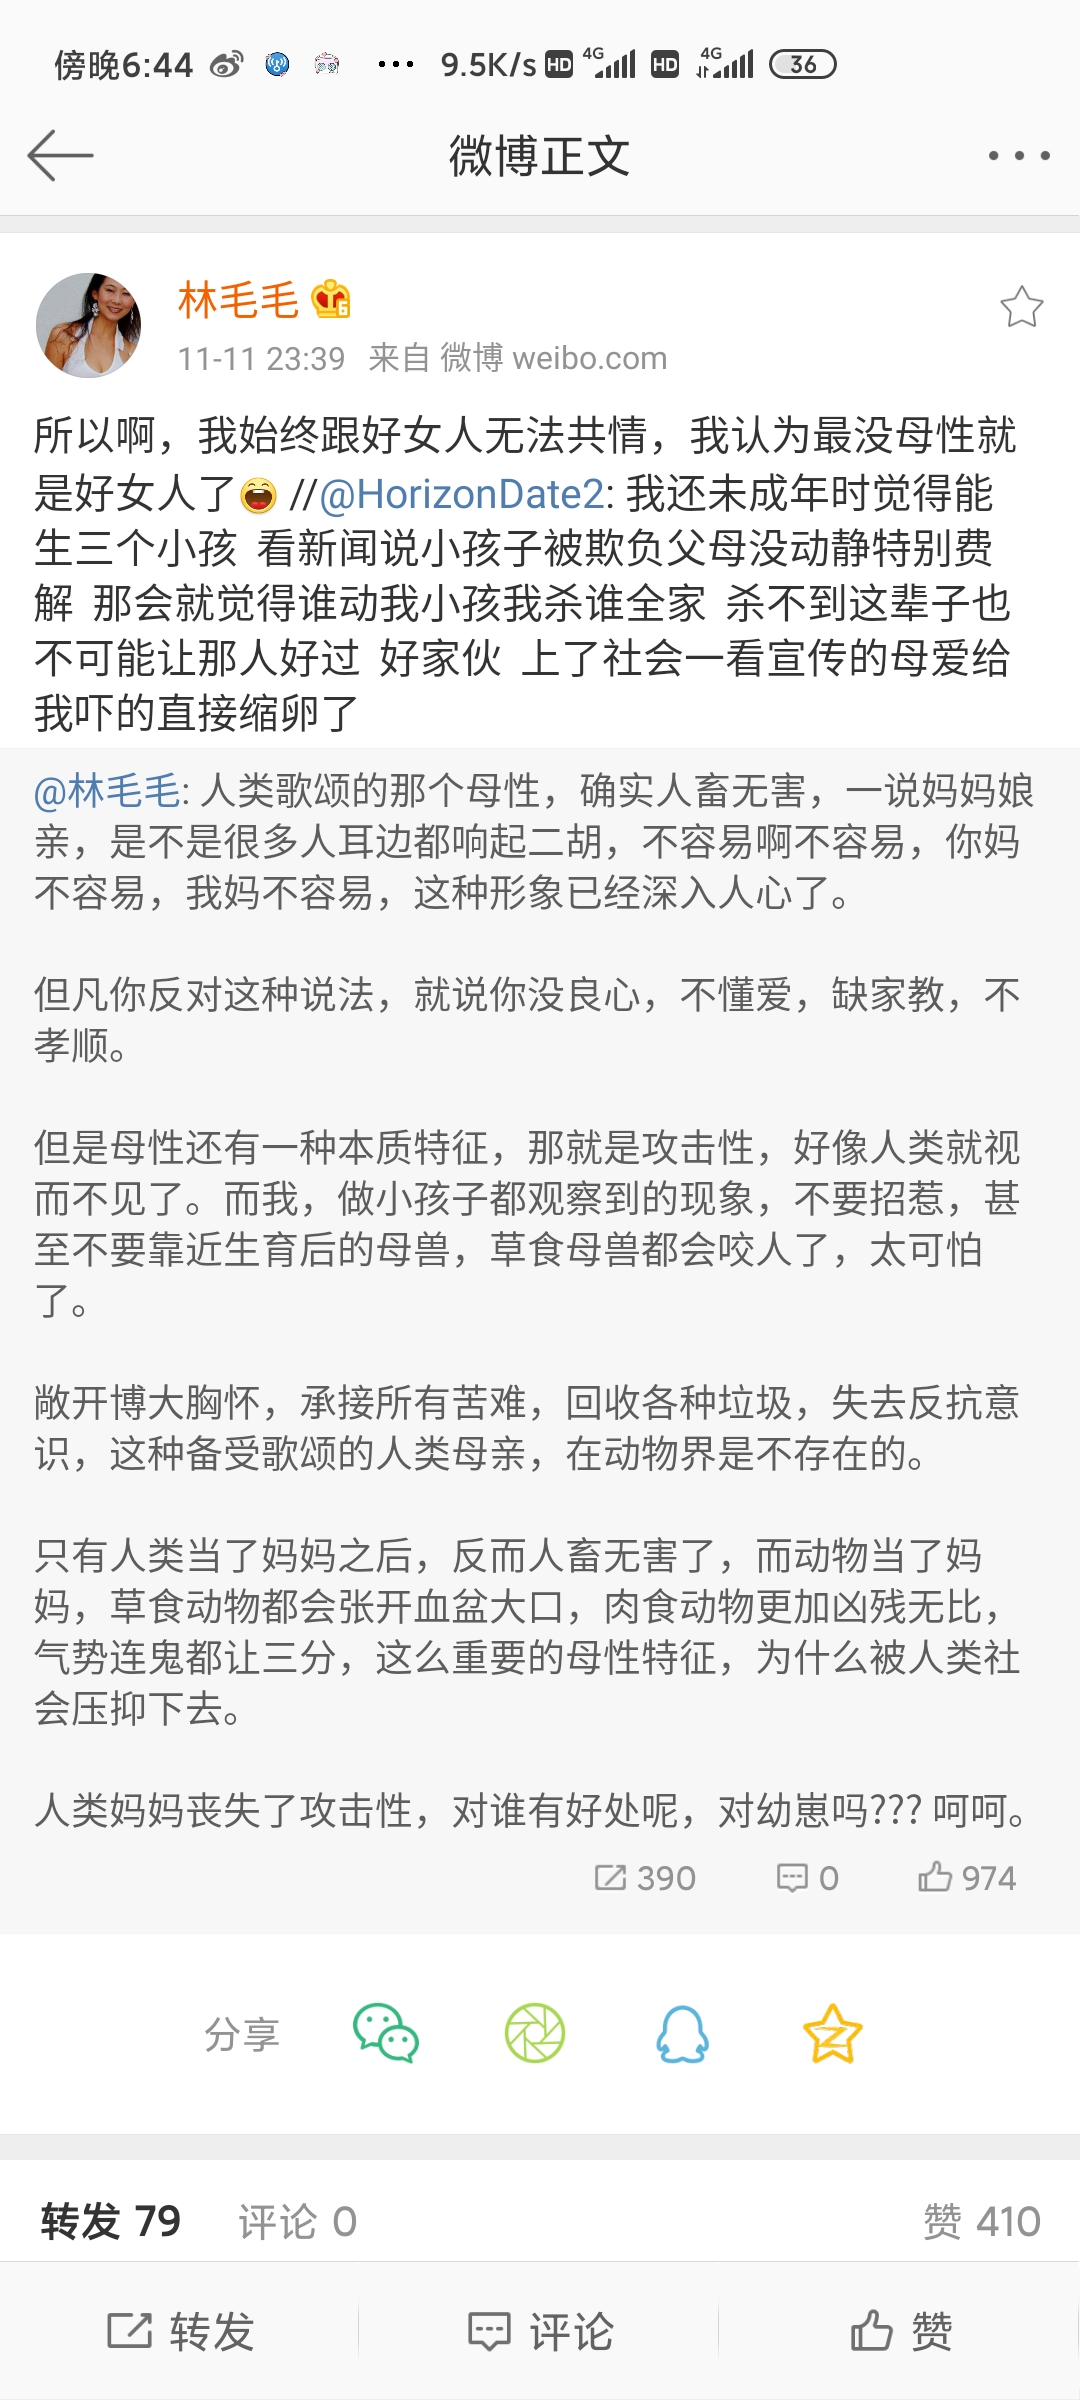 傍晚6:44 ··· 9.5K/s HD 4G HD 4G 36
微博正文
林毛毛
11-11 23:39 来自 微博 weibo.com
所以啊，我始终跟好女人无法共情，我认为最没母性就
是好女人了 //@HorizonDate2: 我还未成年时觉得能
生三个小孩 看新闻说小孩子被欺负父母没动静特别费
解 那会就觉得谁动我小孩我杀谁全家 杀不到这辈子也
不可能让那人好过 好家伙 上了社会一看宣传的母爱给
我吓的直接缩卵了
@林毛毛: 人类歌颂的那个母性，确实人畜无害，一说妈妈娘
亲，是不是很多人耳边都响起二胡，不容易啊不容易，你妈
不容易，我妈不容易，这种形象已经深入人心了。
但凡你反对这种说法，就说你没良心，不懂爱，缺家教，不
孝顺。
但是母性还有一种本质特征，那就是攻击性，好像人类就视
而不见了。而我，做小孩子都观察到的现象，不要招惹，甚
至不要靠近生育后的母兽，草食母兽都会咬人了，太可怕
了。
敞开博大胸怀，承接所有苦难，回收各种垃圾，失去反抗意
识，这种备受歌颂的人类母亲，在动物界是不存在的。
只有人类当了妈妈之后，反而人畜无害了，而动物当了妈
妈，草食动物都会张开血盆大口，肉食动物更加凶残无比，
气势连鬼都让三分，这么重要的母性特征，为什么被人类社
会压抑下去。
人类妈妈丧失了攻击性，对谁有好处呢，对幼崽吗??? 呵呵。
390 0 974
分享
转发 79 评论 0 赞 410
转发 评论 赞